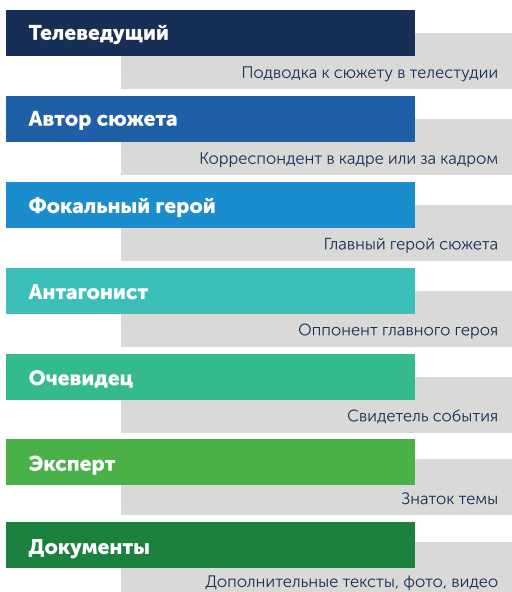 Телеведущий
Подводка к сюжету в телестудии
Автор сюжета
Корреспондент в кадре или за кадром
Фокальный герой
Главный герой сюжета
Антагонист
Оппонент главного героя
Очевидец
Свидетель события
Эксперт
Знаток темы
Документы
Дополнительные тексты, фото, видео